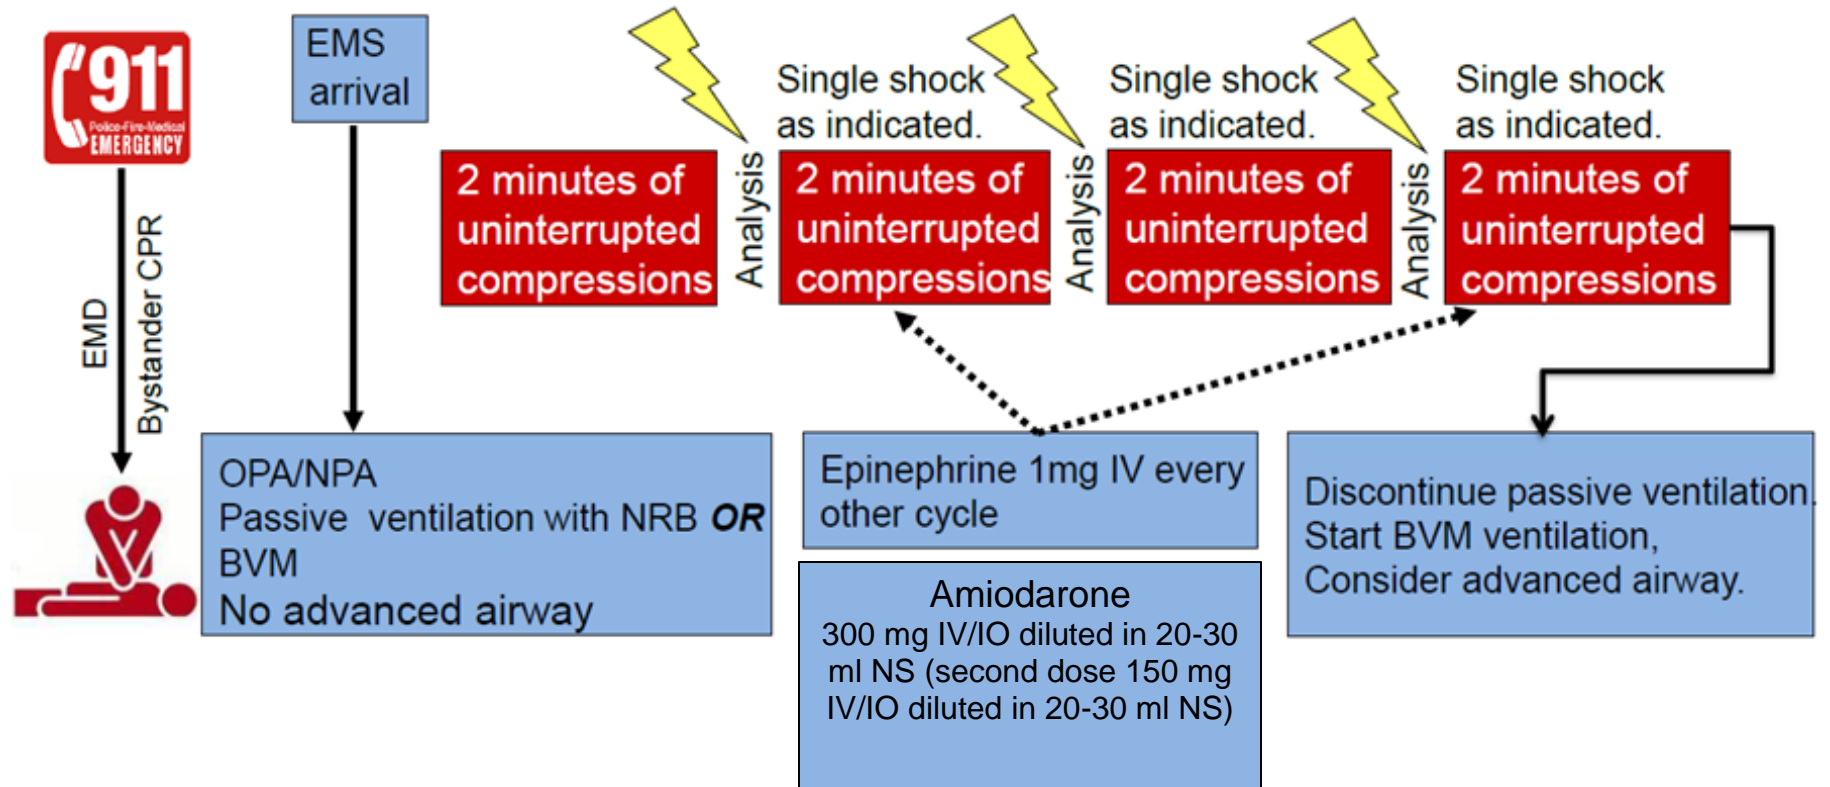 911
Police-Fire-Medical
EMERGENCY
EMD
Bystander CPR
EMS
arrival
OPA/NPA
Passive ventilation with NRB OR
BVM
No advanced airway
2 minutes of
uninterrupted
compressions
Analysis
Single shock
as indicated.
2 minutes of
uninterrupted
compressions
Analysis
Single shock
as indicated.
2 minutes of
uninterrupted
compressions
Analysis
Single shock
as indicated.
2 minutes of
uninterrupted
compressions
Epinephrine 1mg IV every
other cycle
Amiodarone
300 mg IV/IO diluted in 20-30
ml NS (second dose 150 mg
IV/IO diluted in 20-30 ml NS)
Discontinue passive ventilation.
Start BVM ventilation,
Consider advanced airway.